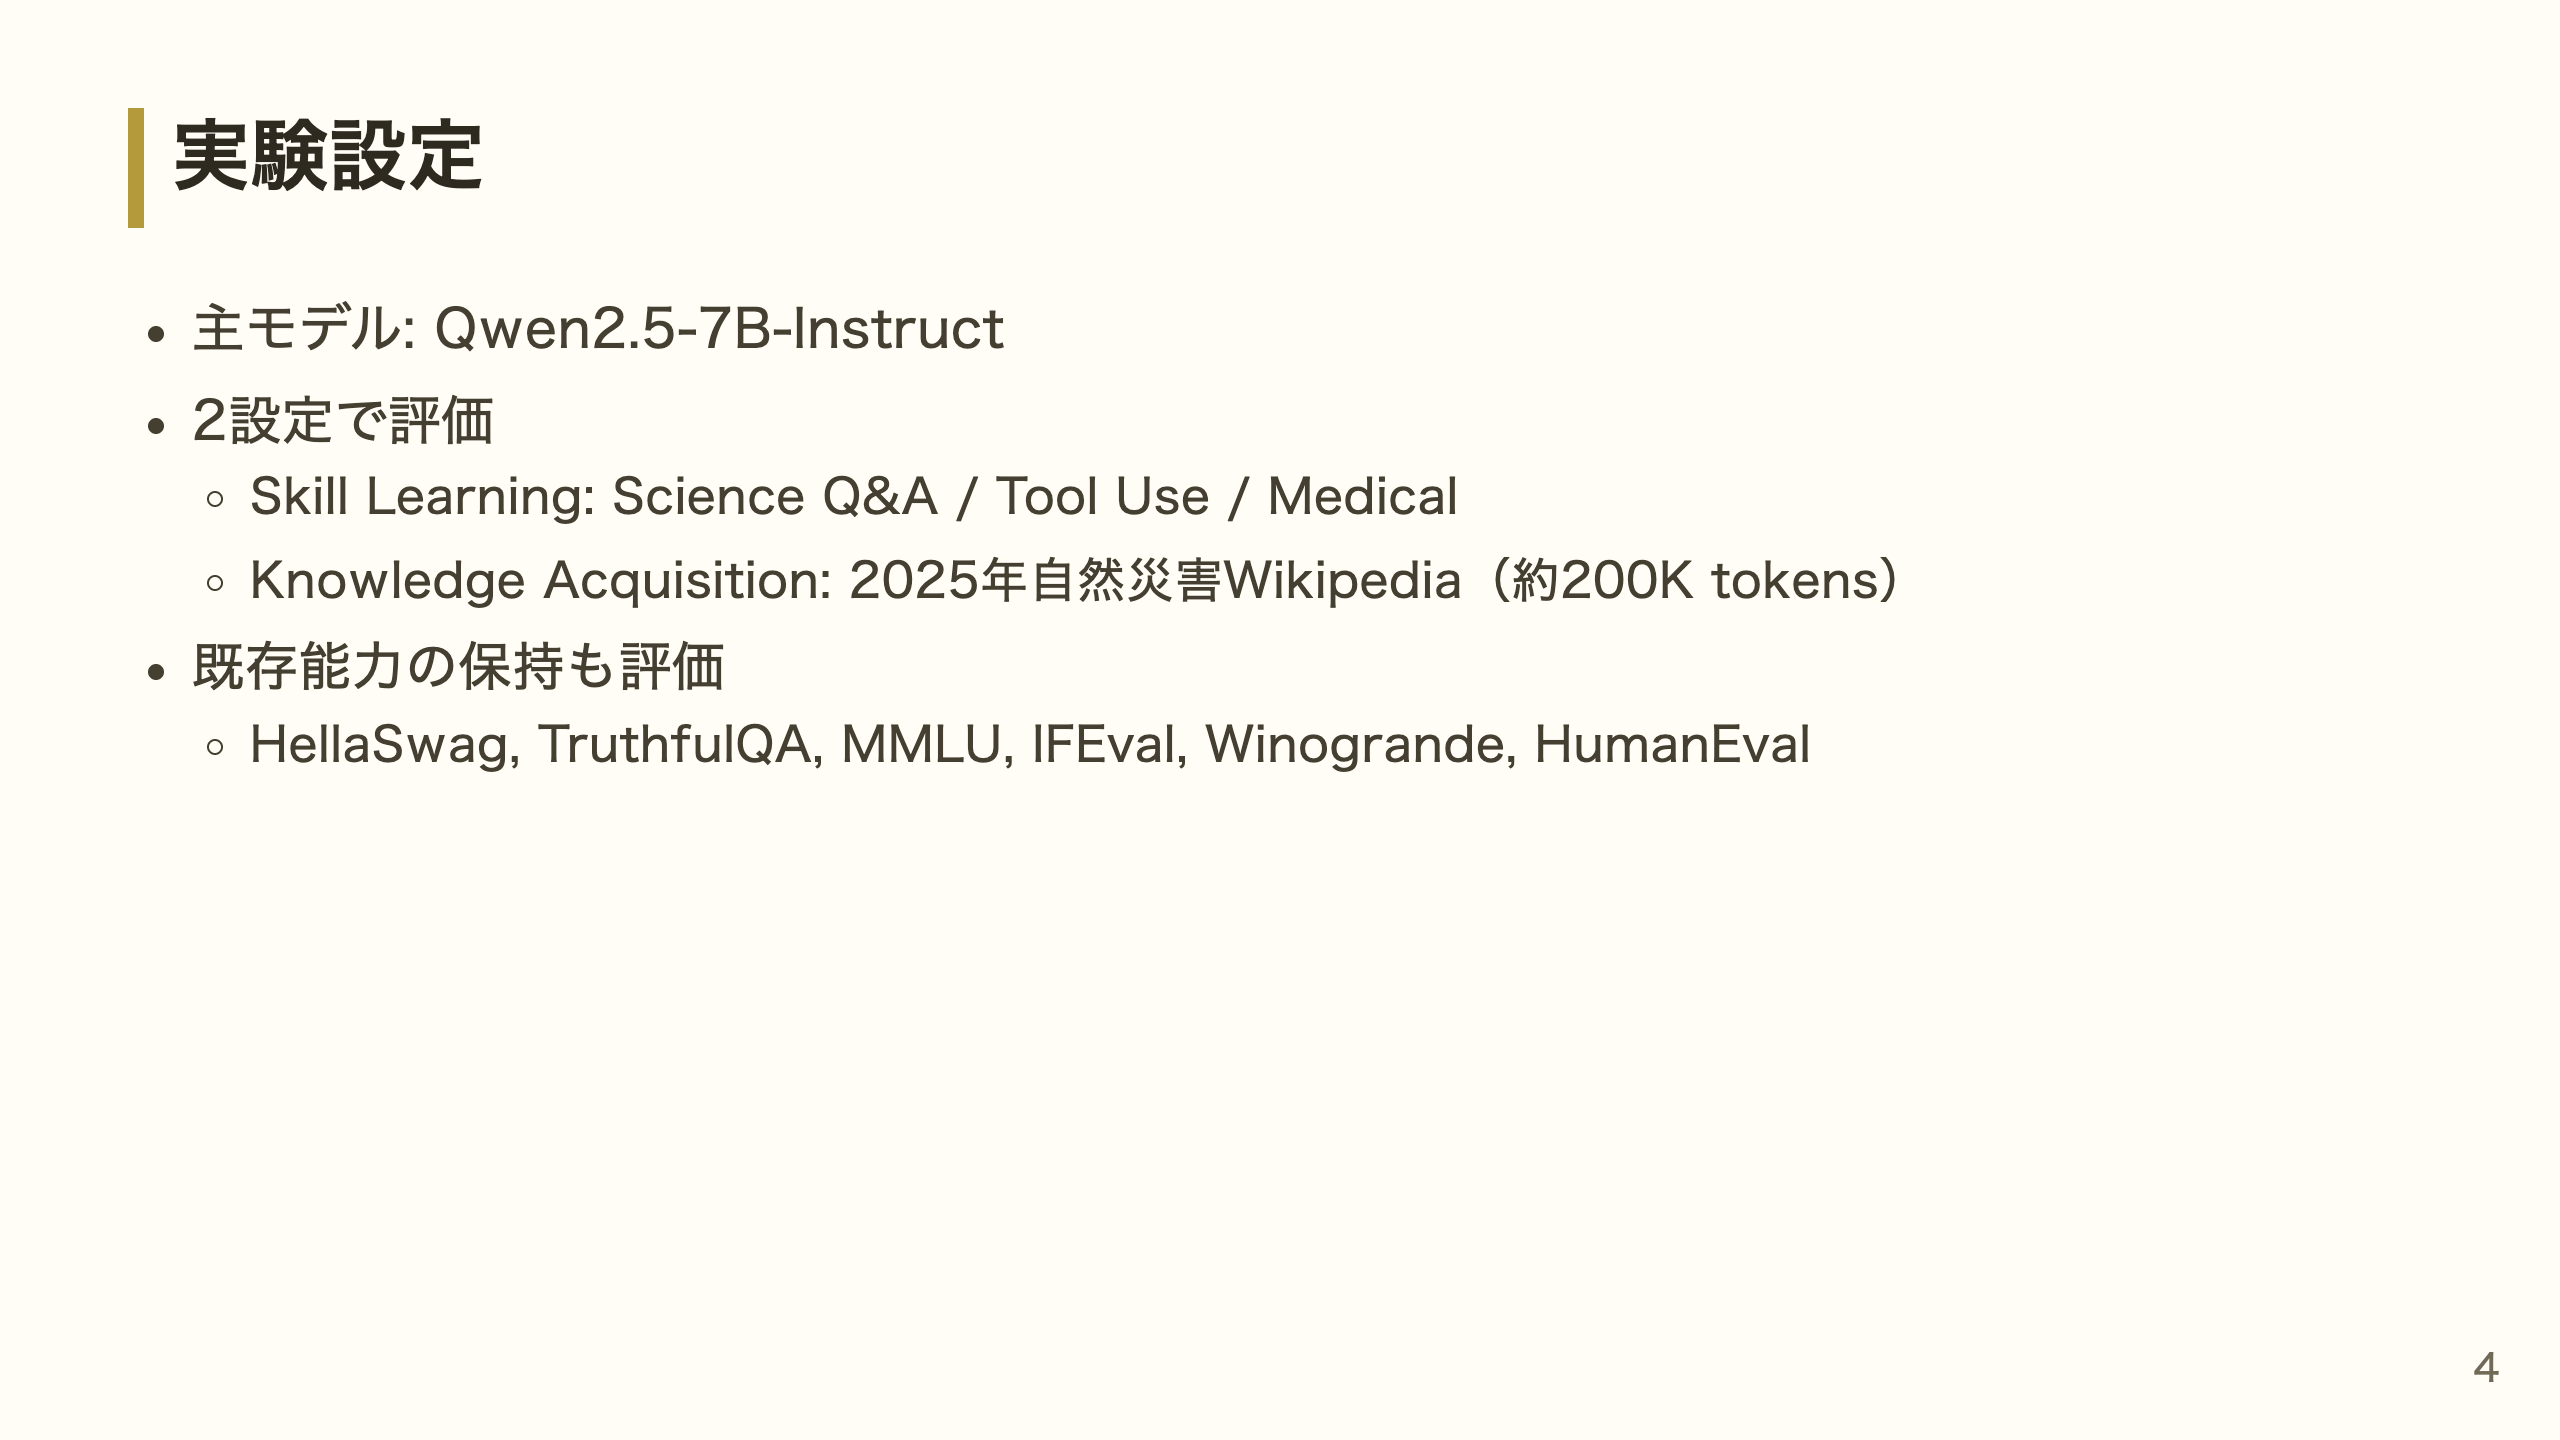 実験設定
• 主モデル: Qwen2.5-7B-Instruct
• 2設定で評価
◦ Skill Learning: Science Q&A / Tool Use / Medical
◦ Knowledge Acquisition: 2025年自然災害Wikipedia（約200K tokens）
• 既存能力の保持も評価
◦ HellaSwag, TruthfulQA, MMLU, IFEval, Winogrande, HumanEval
4